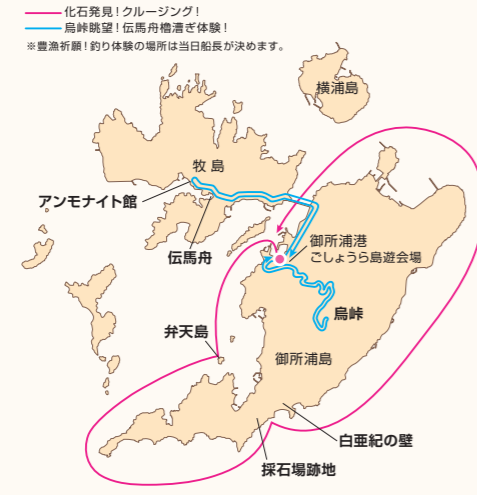 化石発見!クルージング!
烏峠眺望!伝馬舟櫓漕ぎ体験!
※豊漁祈願!釣り体験の場所は当日船長が決めます。
横浦島
牧島
アンモナイト館
伝馬舟
御所浦港
ごしょうら島遊会場
烏峠
弁天島
御所浦島
白亜紀の壁
採石場跡地